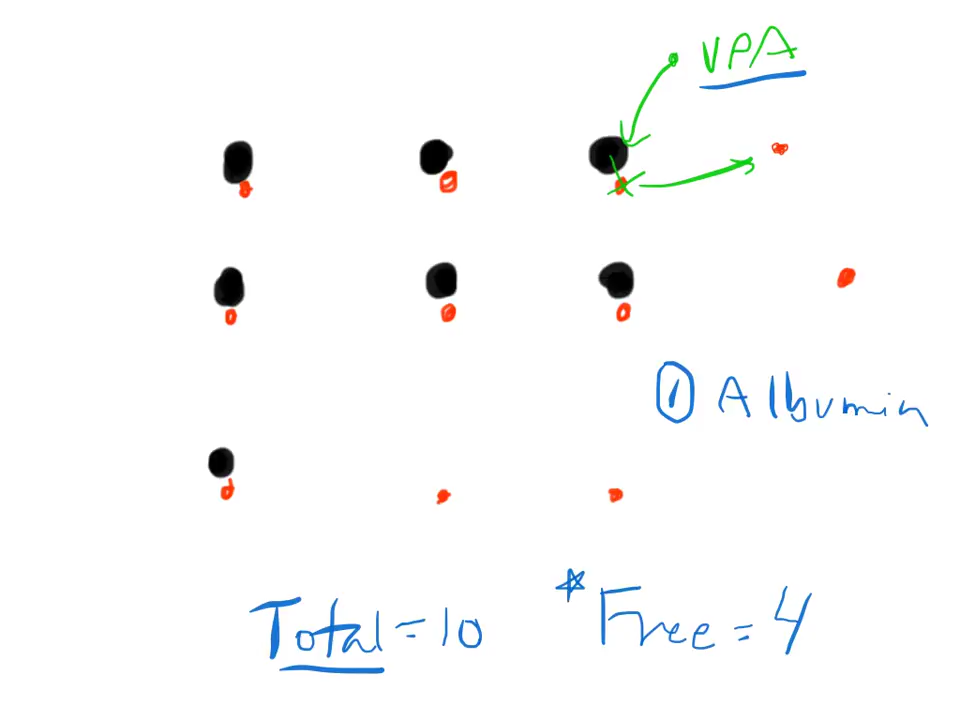 VPA
① Albumin
Total = 10 * Free = 4